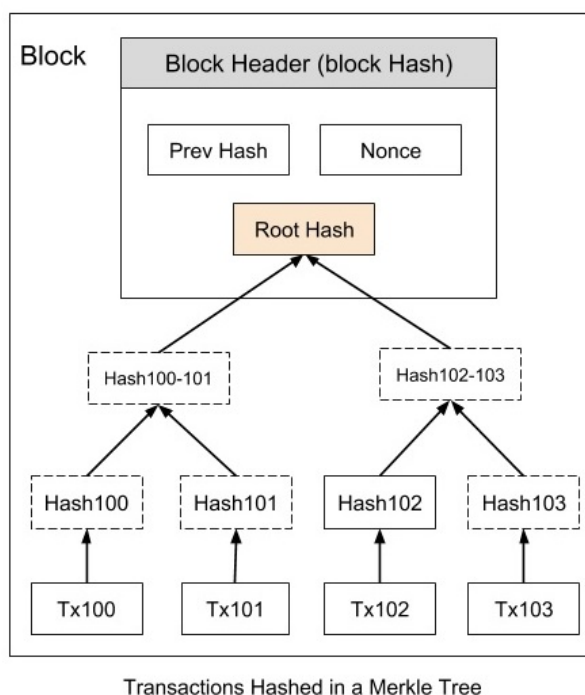 Block
Block Header (block Hash)
Prev Hash
Nonce
Root Hash
Hash100-101
Hash102-103
Hash100
Hash101
Hash102
Hash103
Tx100
Tx101
Tx102
Tx103
Transactions Hashed in a Merkle Tree